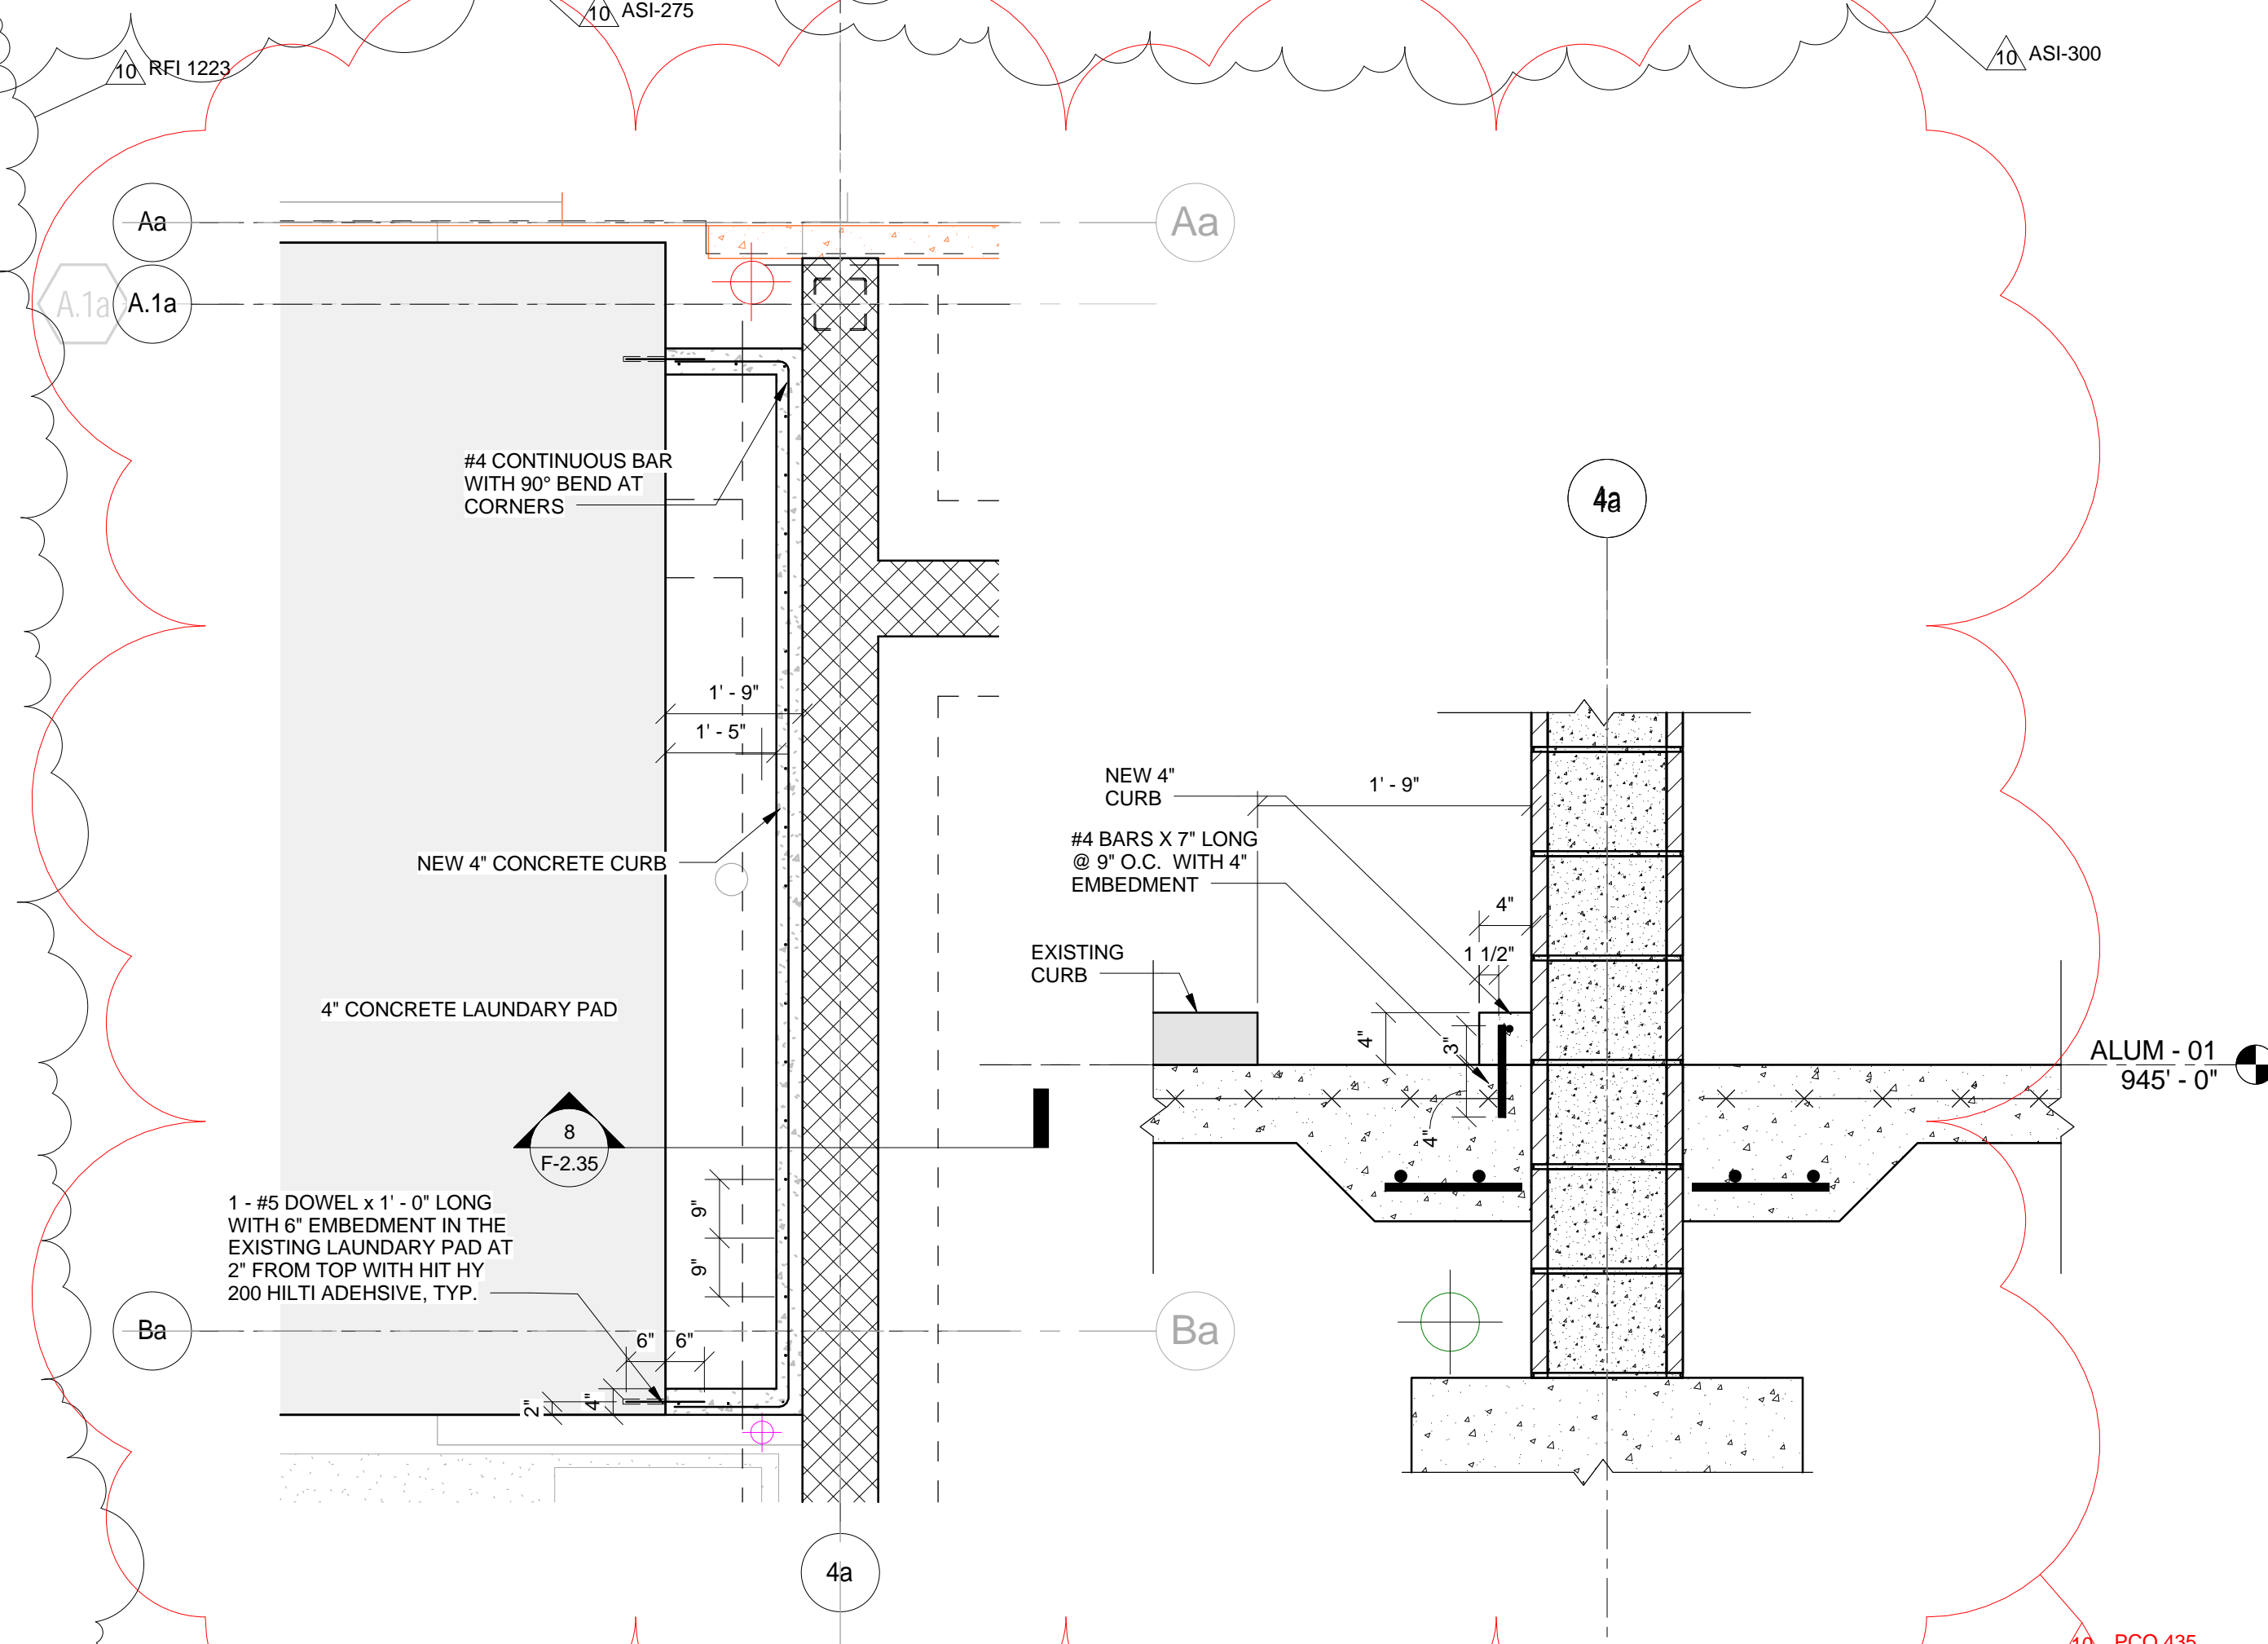 10 ASI-275
10 RFI 1223
10 ASI-300
Aa
Aa
A.1a
A.1a
#4 CONTINUOUS BAR
WITH 90° BEND AT
CORNERS
4a
1' - 9"
1' - 5"
NEW 4"
CURB
1' - 9"
#4 BARS X 7" LONG
@ 9" O.C. WITH 4"
EMBEDMENT
NEW 4" CONCRETE CURB
4"
1 1/2"
EXISTING
CURB
4" CONCRETE LAUNDARY PAD
4"
3"
4"
ALUM - 01
945' - 0"
8
F-2.35
1 - #5 DOWEL x 1' - 0" LONG
WITH 6" EMBEDMENT IN THE
EXISTING LAUNDARY PAD AT
2" FROM TOP WITH HIT HY
200 HILTI ADEHSIVE, TYP.
9"
9"
Ba
Ba
6" 6"
2"
4"
4a
10 PCO 435